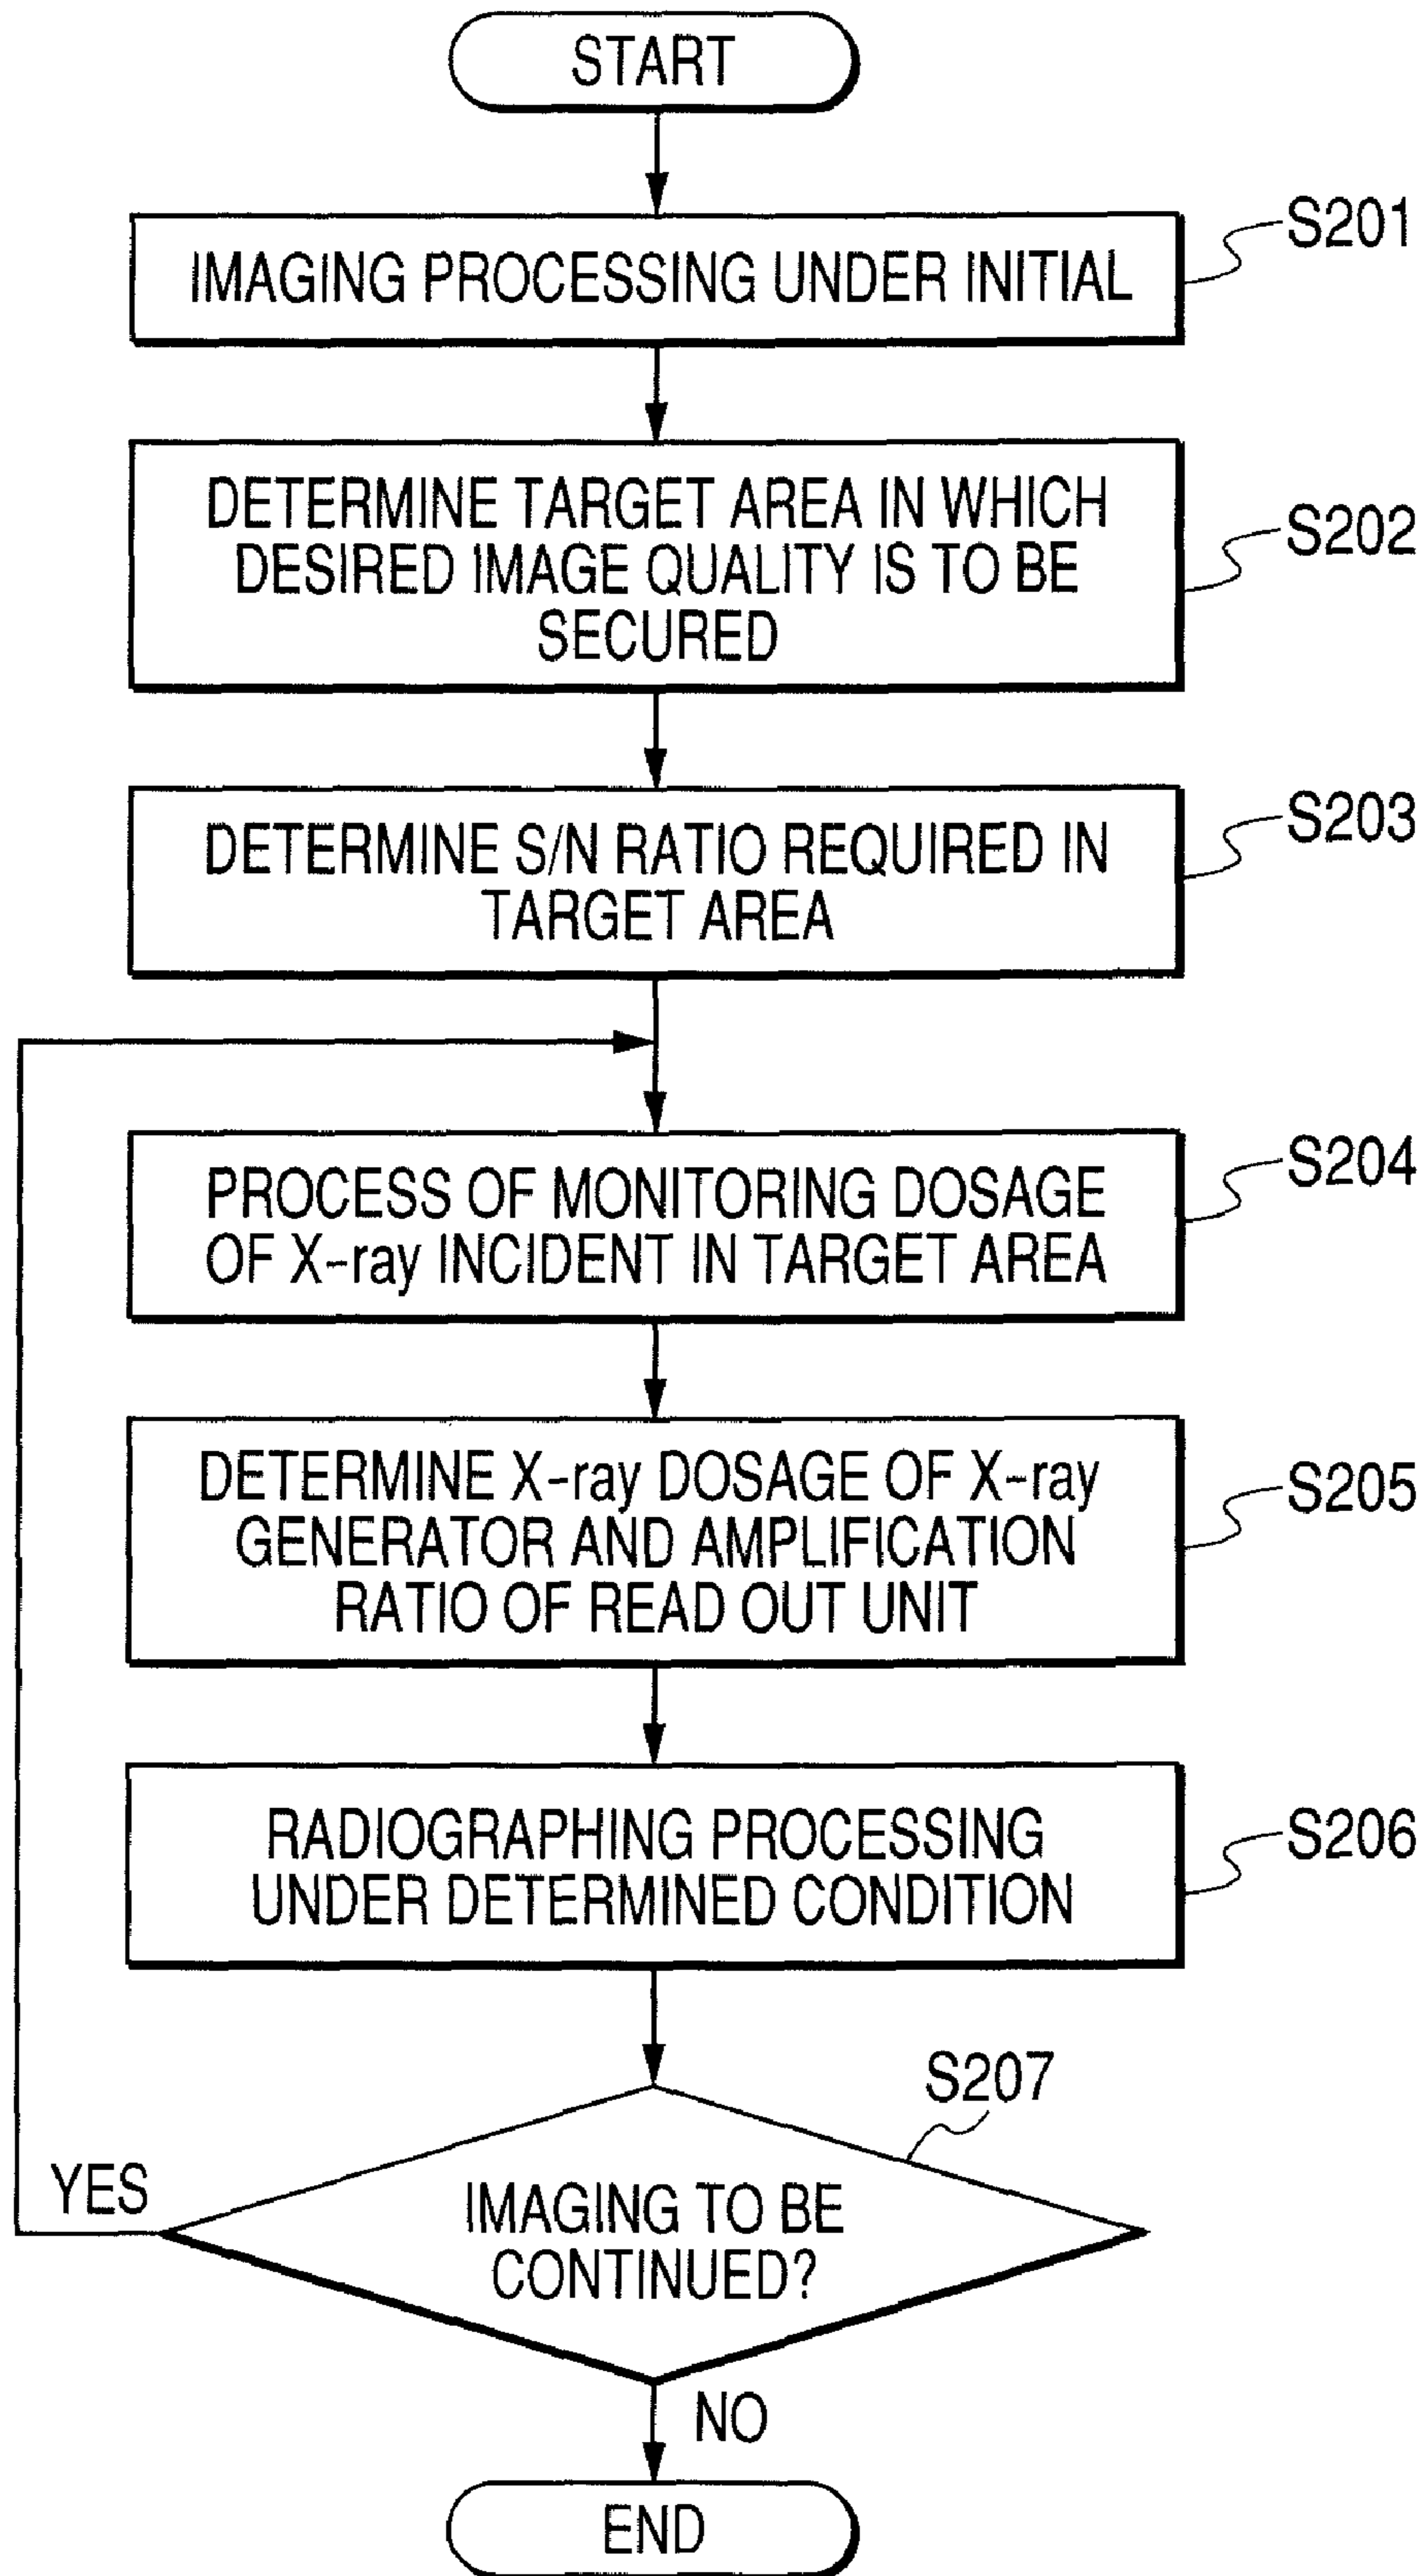 START
IMAGING PROCESSING UNDER INITIAL
S201
DETERMINE TARGET AREA IN WHICH
DESIRED IMAGE QUALITY IS TO BE
SECURED
S202
DETERMINE S/N RATIO REQUIRED IN
TARGET AREA
S203
PROCESS OF MONITORING DOSAGE
OF X-ray INCIDENT IN TARGET AREA
S204
DETERMINE X-ray DOSAGE OF X-ray
GENERATOR AND AMPLIFICATION
RATIO OF READ OUT UNIT
S205
RADIOGRAPHING PROCESSING
UNDER DETERMINED CONDITION
S206
S207
IMAGING TO BE
CONTINUED?
YES
NO
END